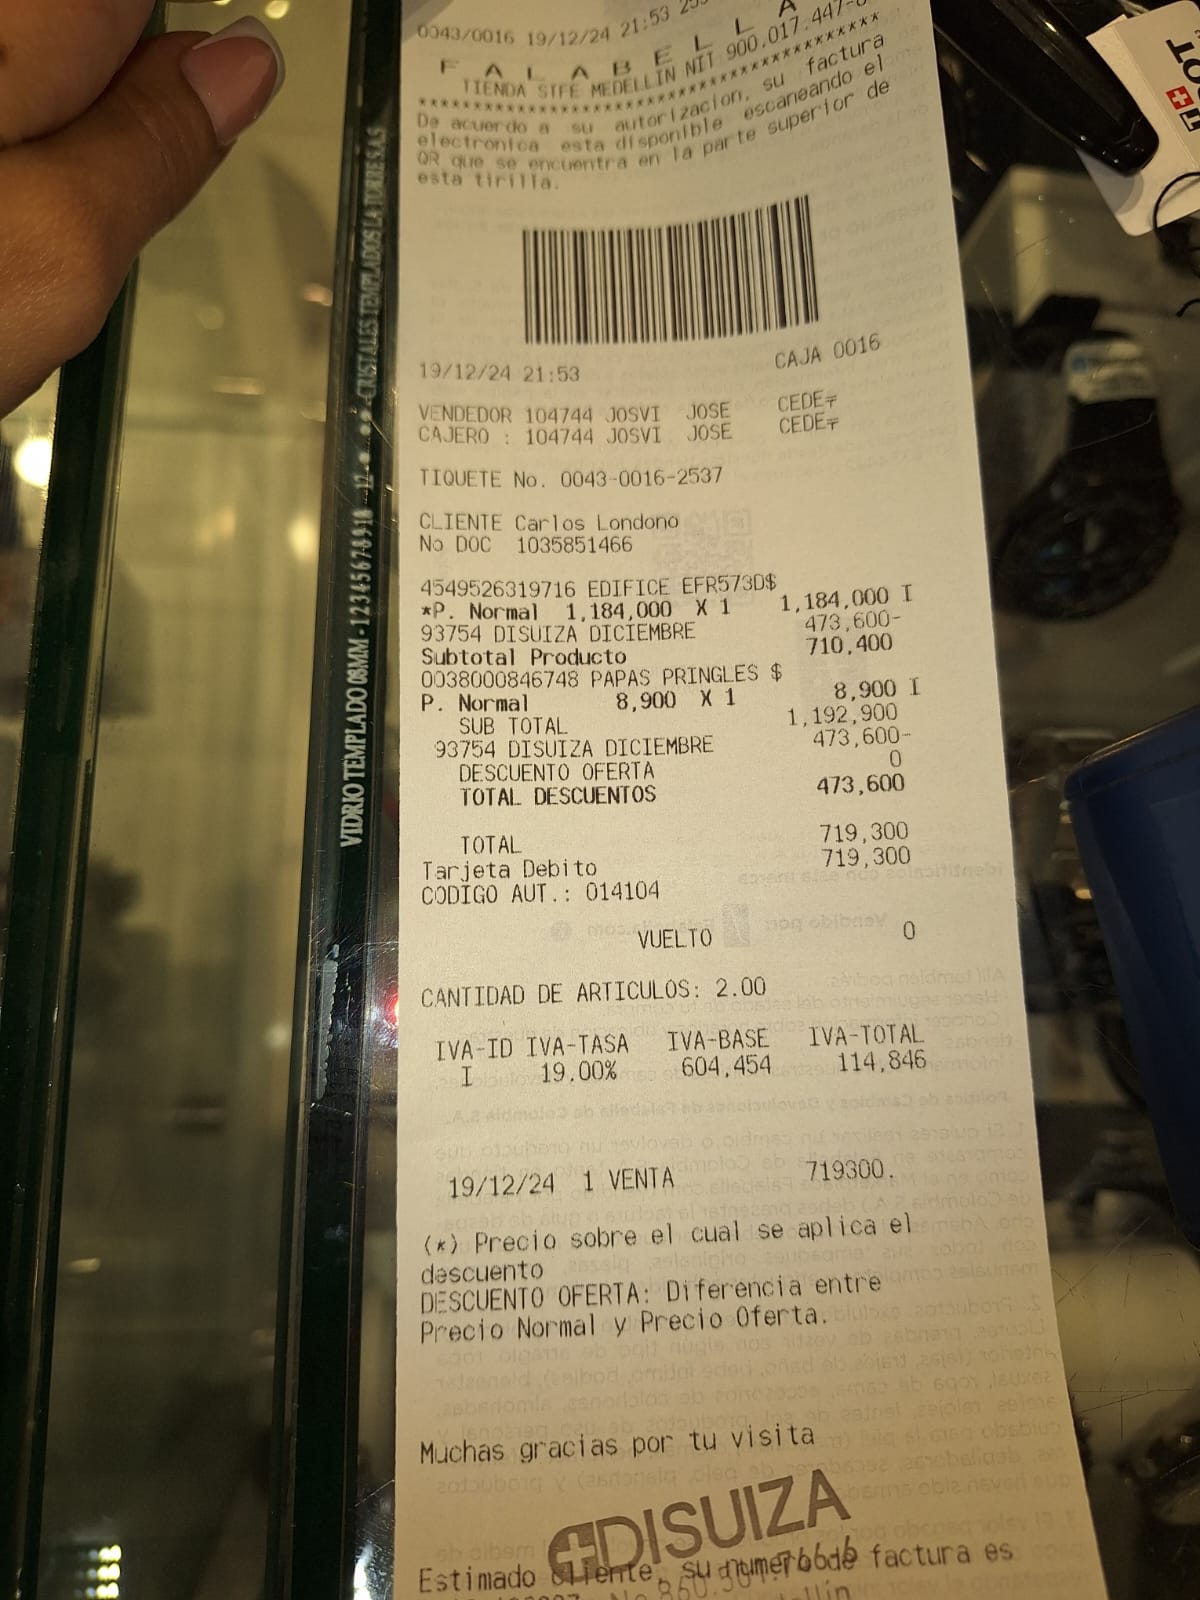 0043/0016 19/12/24 21:53
F A L A B E L L A
TIENDA STFE MEDELLIN NIT 900.017.447-
****************************************
De acuerdo a su autorizacion, su factura
electronica esta disponible escaneando el
QR que se encuentra en la parte superior de
esta tirilla.
19/12/24 21:53 CAJA 0016
VENDEDOR 104744 JOSVI JOSE CEDE
CAJERO : 104744 JOSVI JOSE CEDE
TIQUETE No. 0043-0016-2537
CLIENTE Carlos Londono
No DOC 1035851466
4549526319716 EDIFICE EFR573D$
*P. Normal 1,184,000 X 1 1,184,000 I
93754 DISUIZA DICIEMBRE 473,600-
Subtotal Producto 710,400
0038000846748 PAPAS PRINGLES $
P. Normal 8,900 X 1 8,900 I
SUB TOTAL 1,192,900
93754 DISUIZA DICIEMBRE 473,600-
DESCUENTO OFERTA 0
TOTAL DESCUENTOS 473,600
TOTAL 719,300
Tarjeta Debito 719,300
CODIGO AUT.: 014104
VUELTO 0
CANTIDAD DE ARTICULOS: 2.00
IVA-ID IVA-TASA IVA-BASE IVA-TOTAL
I 19.00% 604,454 114,846
19/12/24 1 VENTA 719300.
(*) Precio sobre el cual se aplica el
descuento
DESCUENTO OFERTA: Diferencia entre
Precio Normal y Precio Oferta.
Muchas gracias por tu visita
DISUIZA
Estimado cliente, su numero de factura es
VIDRIO TEMPLADO 08MM - 12345678910 - 12 CRISTALES TEMPLADOS LA TORRE S.A.S